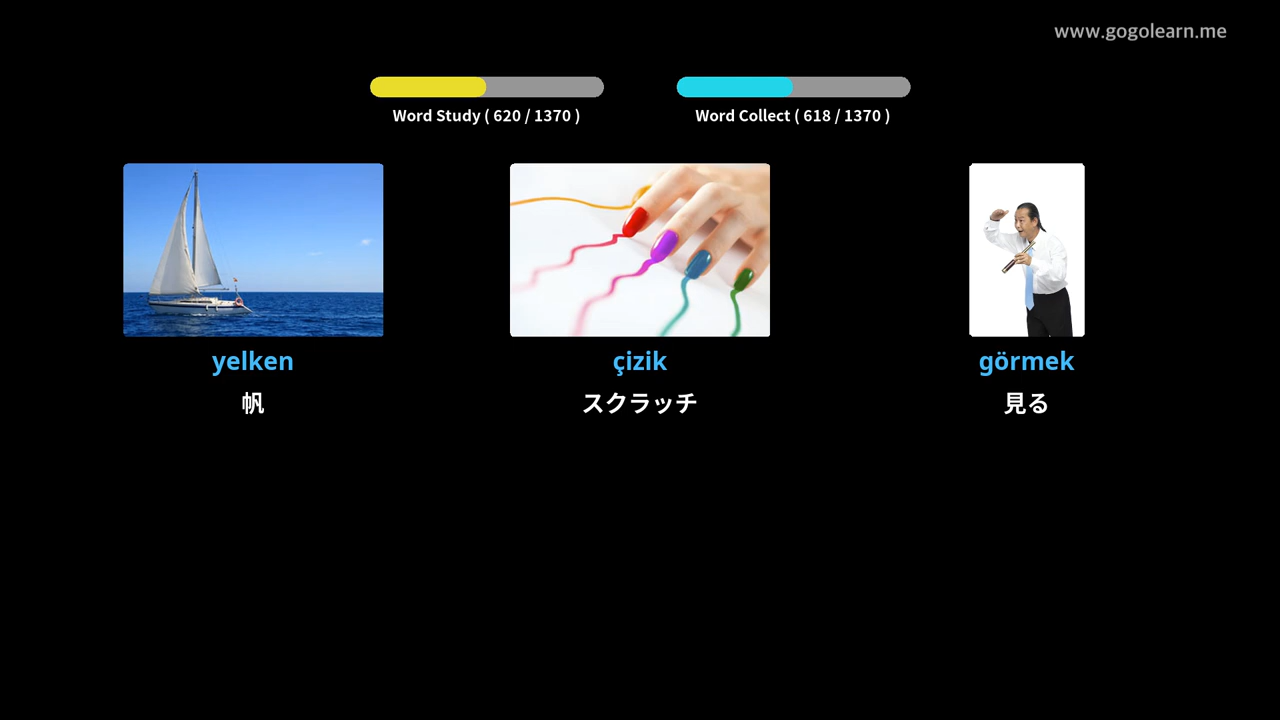 www.gogolearn.me
Word Study ( 620 / 1370 )
Word Collect ( 618 / 1370 )
yelken
çizik
görmek
帆
スクラッチ
見る